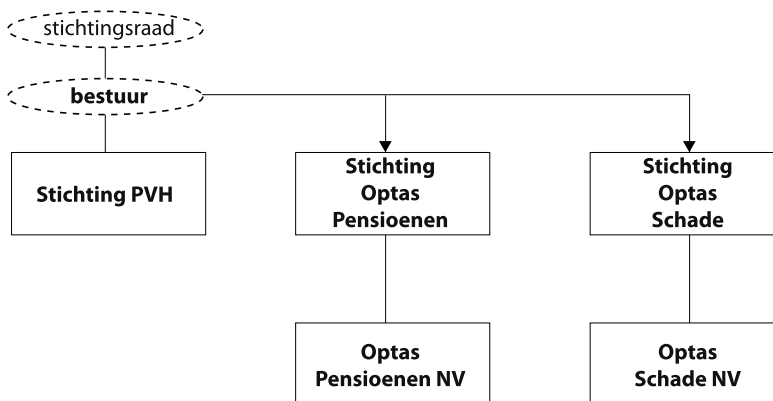 stichtingsraad
bestuur
Stichting PVH
Stichting
Optas
Pensioenen
Stichting
Optas
Schade
Optas
Pensioenen NV
Optas
Schade NV